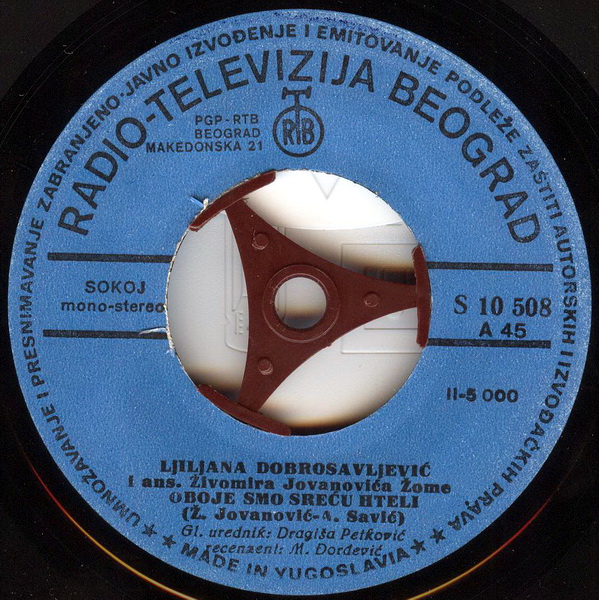 UMNOŽAVANJE I PRESNIMAVANJE ZABRANJENO·JAVNO IZVOĐENJE I EMITOVANJE PODLEŽE ZAŠTITI AUTORSKIH I IZVOĐAČKIH PRAVA
RADIO-TELEVIZIJA BEOGRAD
PGP-RTB
BEOGRAD
MAKEDONSKA 21
RTB
SOKOJ
mono-stereo
S 10 508
A 45
II-5 000
LJILJANA DOBROSAVLJEVIĆ
i ans. Živomira Jovanovića Žome
OBOJE SMO SREĆU HTELI
(Ž. Jovanović-A. Savić)
Gl. urednik: Dragiša Petković
recenzent: M. Đorđević
★★ MADE IN YUGOSLAVIA ★★